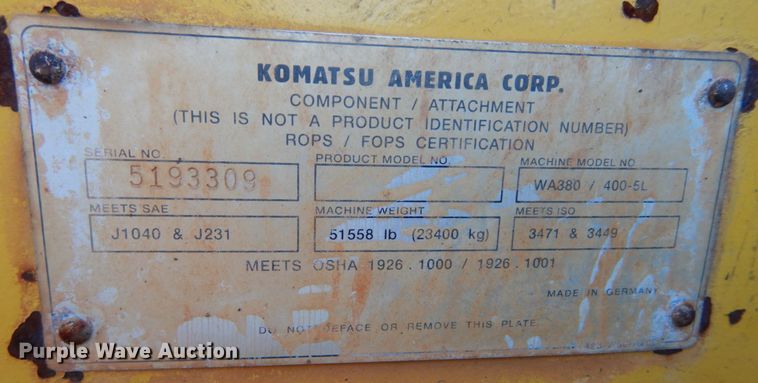 KOMATSU AMERICA CORP.
COMPONENT / ATTACHMENT
(THIS IS NOT A PRODUCT IDENTIFICATION NUMBER)
ROPS / FOPS CERTIFICATION
SERIAL NO. PRODUCT MODEL NO. MACHINE MODEL NO
5193309 WA380 / 400-5L
MEETS SAE MACHINE WEIGHT MEETS ISO
J1040 & J231 51558 lb (23400 kg) 3471 & 3449
MEETS OSHA 1926.1000 / 1926.1001
MADE IN GERMANY
DO NOT DEFACE OR REMOVE THIS PLATE.
Purple Wave Auction